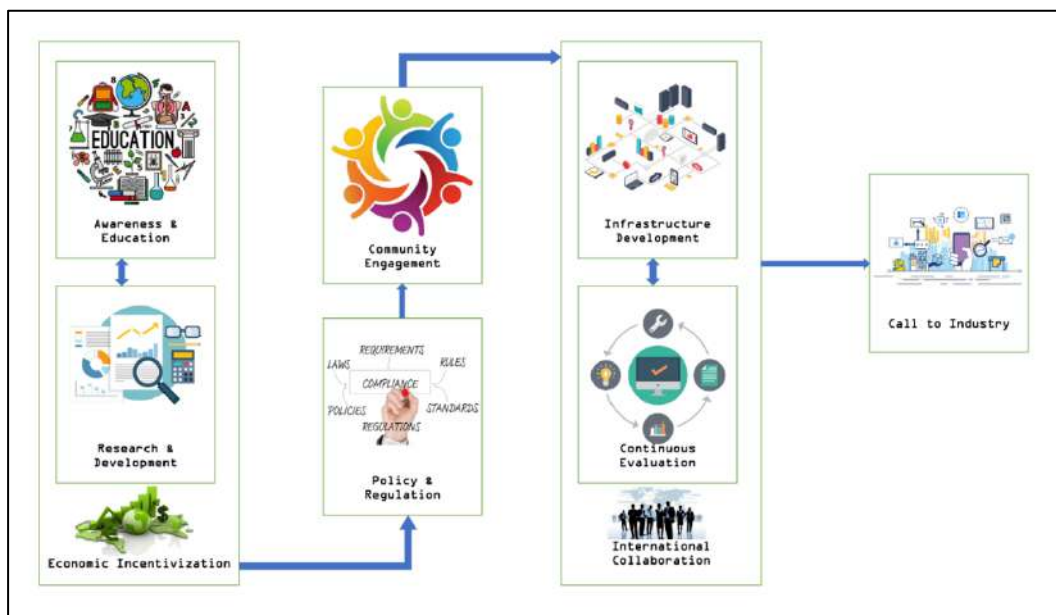 EDUCATION
Awareness &
Education
Research &
Development
Economic Incentivization
Community
Engagement
REQUIREMENTS
LAWS
RULES
COMPLIANCE
POLICIES
STANDARDS
REGULATIONS
Policy &
Regulation
Infrastructure
Development
Continuous
Evaluation
International
Collaboration
Call to Industry